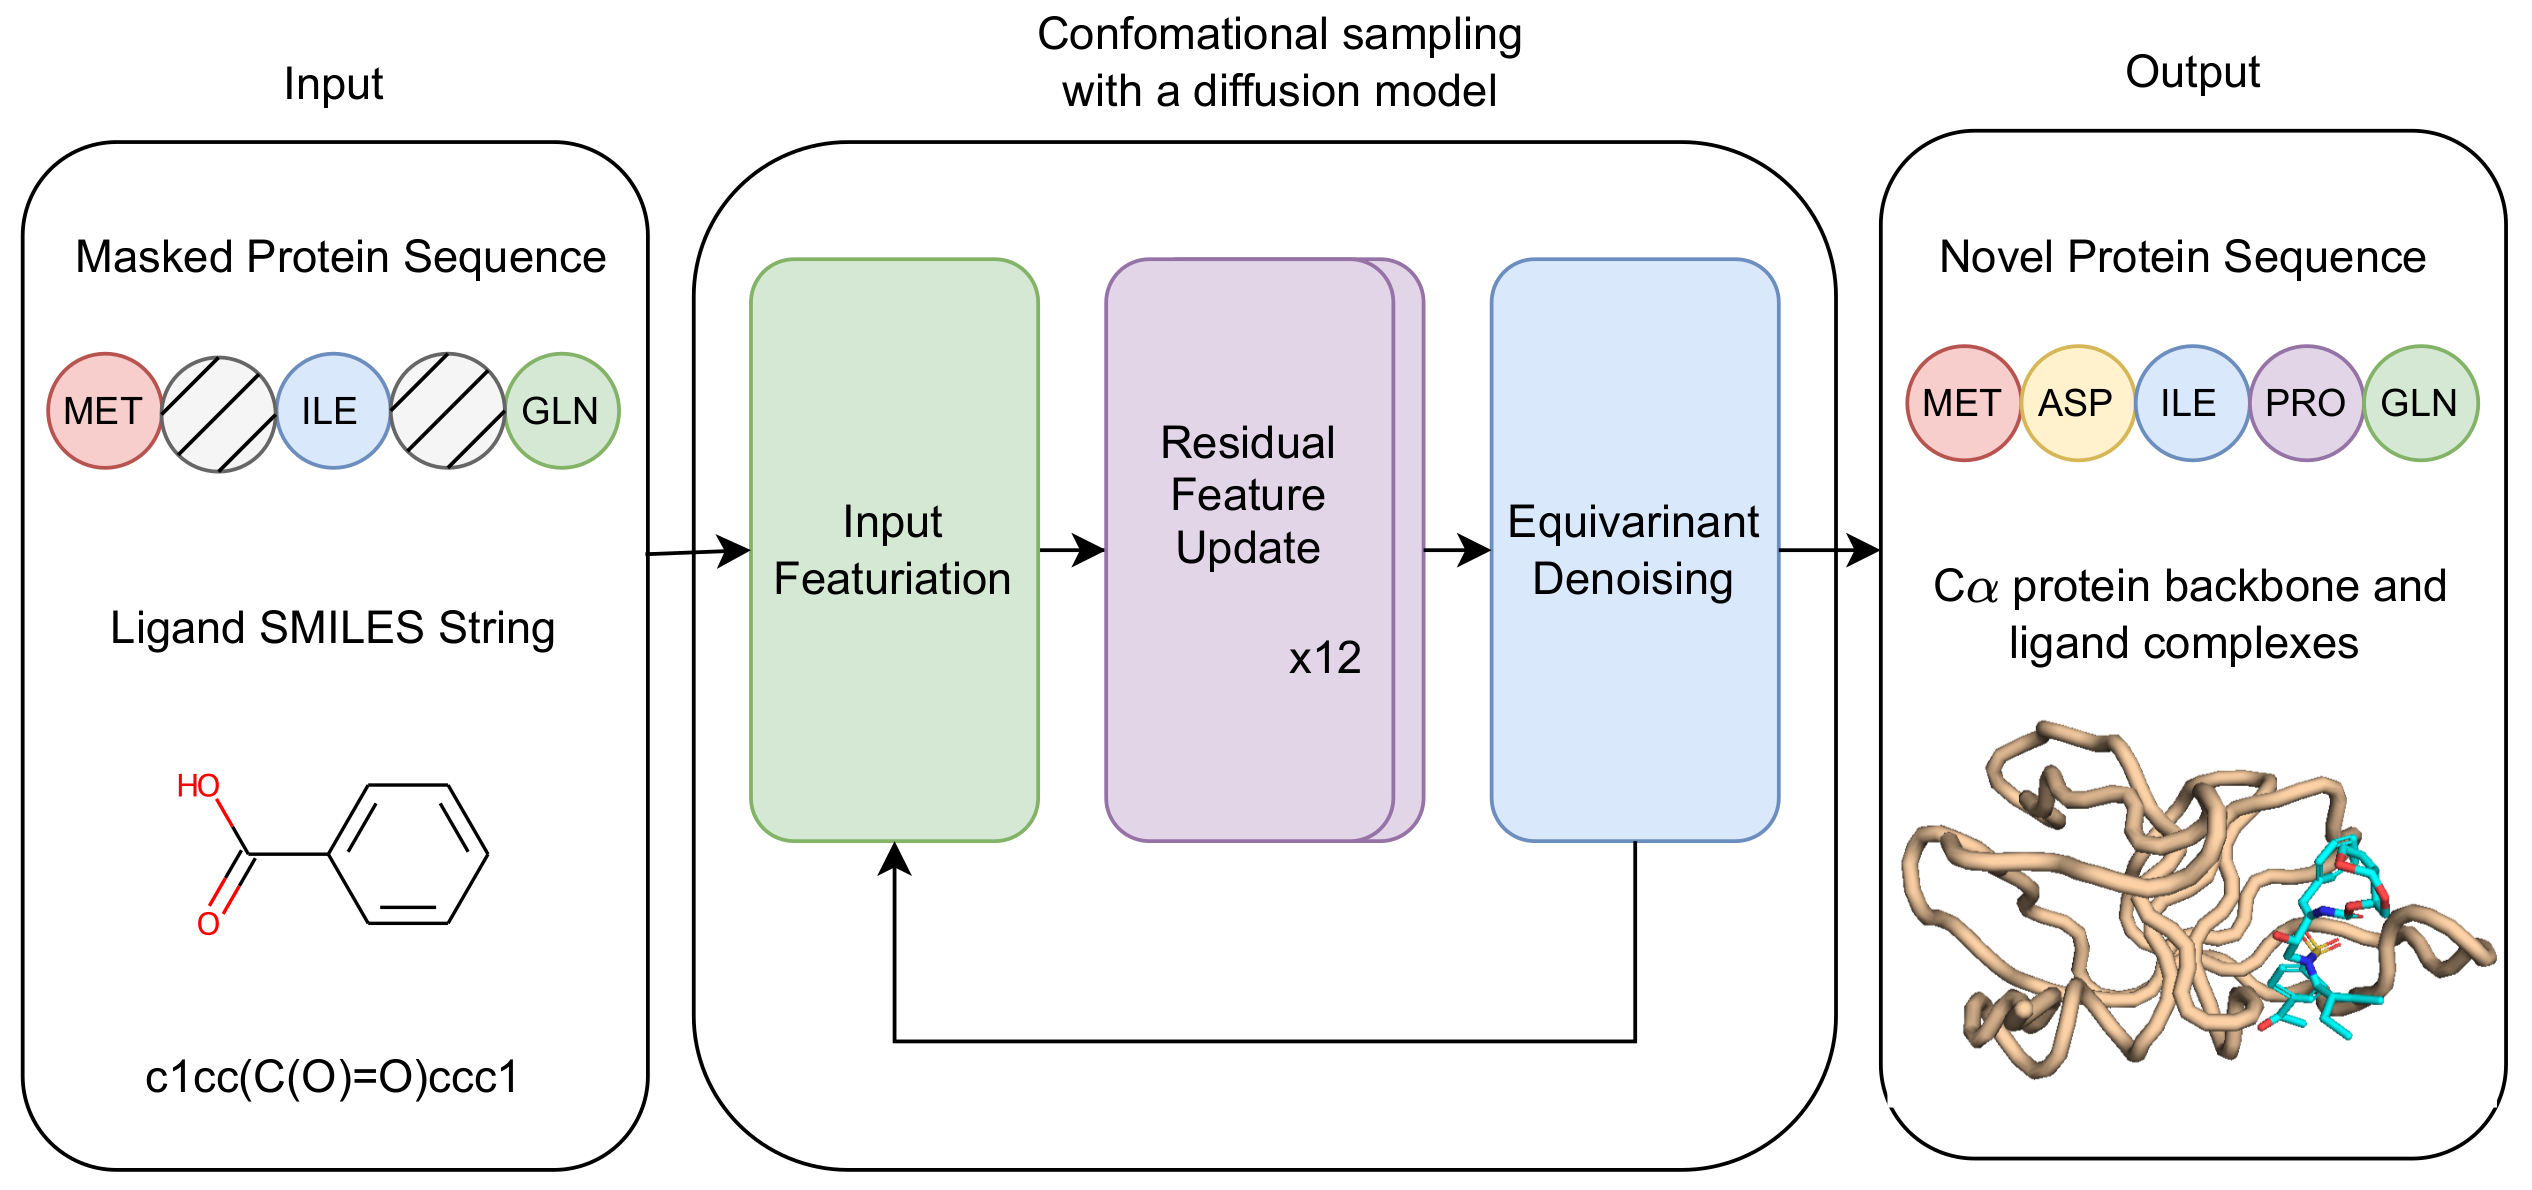 Input
Masked Protein Sequence
MET ILE GLN
Ligand SMILES String
HO
O
c1cc(C(O)=O)ccc1
Confomational sampling
with a diffusion model
Input
Featuriation
Residual
Feature
Update
x12
Equivarinant
Denoising
Output
Novel Protein Sequence
MET ASP ILE PRO GLN
Cα protein backbone and
ligand complexes